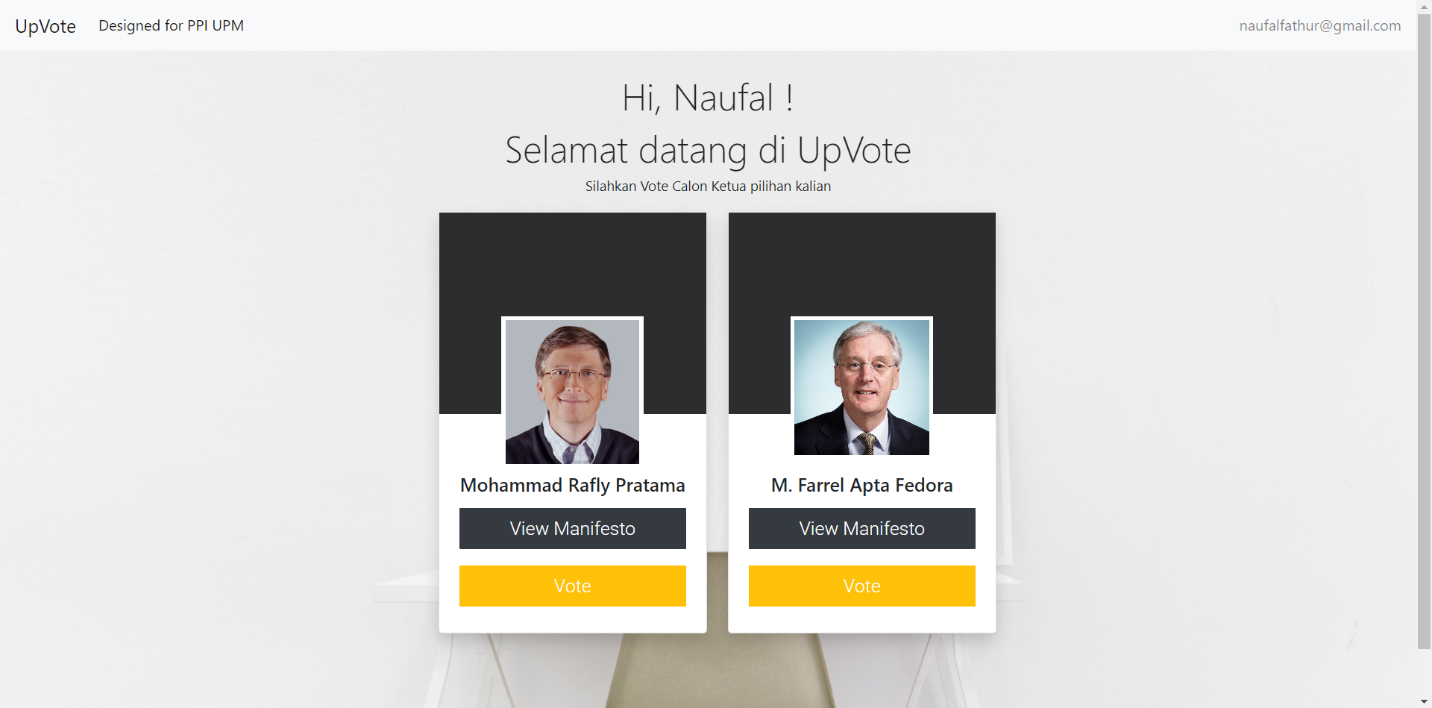 UpVote Designed for PPI UPM naufalfathur@gmail.com
Hi, Naufal !
Selamat datang di UpVote
Silahkan Vote Calon Ketua pilihan kalian
Mohammad Rafly Pratama
View Manifesto
Vote
M. Farrel Apta Fedora
View Manifesto
Vote